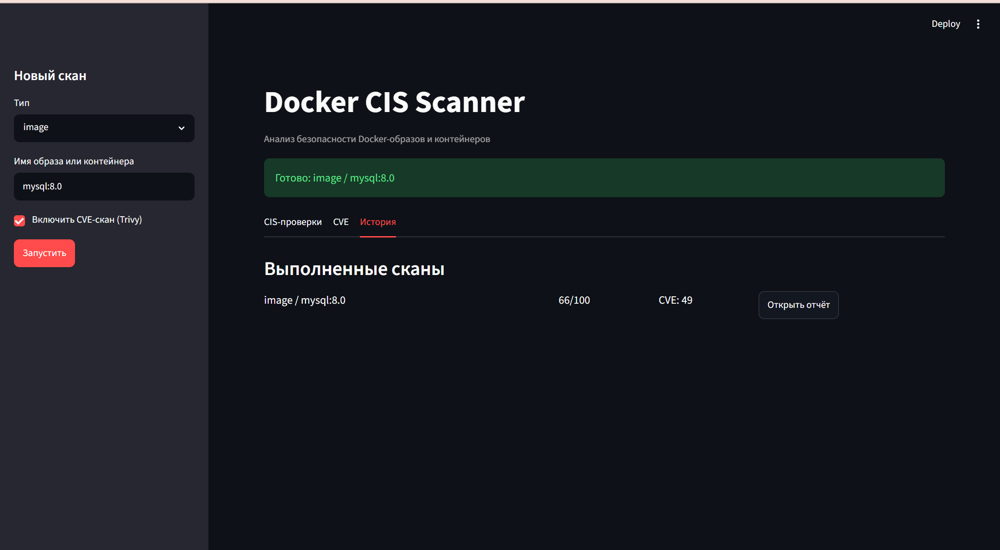 Deploy
Новый скан
Тип
image
Имя образа или контейнера
mysql:8.0
Включить CVE-скан (Trivy)
Запустить
Docker CIS Scanner
Анализ безопасности Docker-образов и контейнеров
Готово: image / mysql:8.0
CIS-проверки CVE История
Выполненные сканы
image / mysql:8.0 66/100 CVE: 49 Открыть отчёт